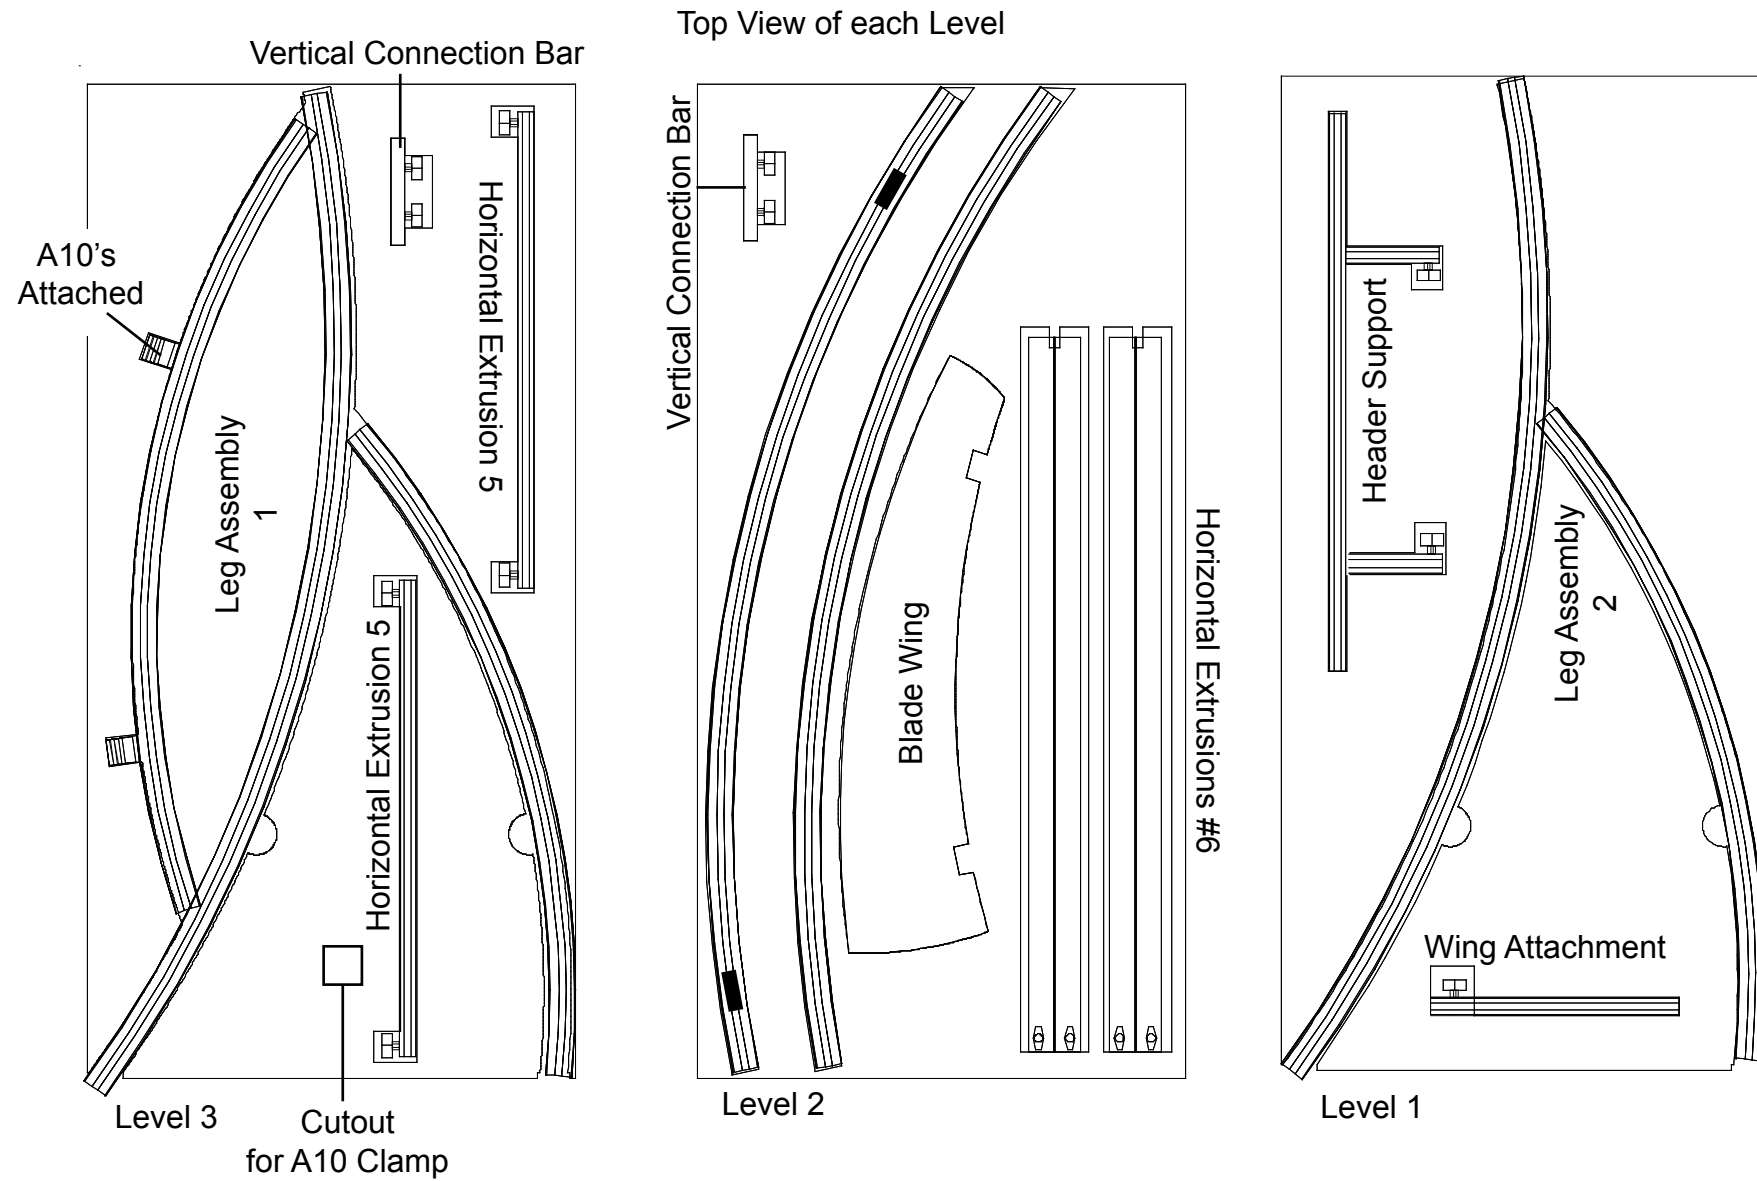 Top View of each Level
Vertical Connection Bar
A10's
Attached
Leg Assembly
1
Horizontal Extrusion 5
Horizontal Extrusion 5
Level 3
Cutout
for A10 Clamp
Vertical Connection Bar
Blade Wing
Horizontal Extrusions #6
Level 2
Header Support
Leg Assembly
2
Wing Attachment
Level 1